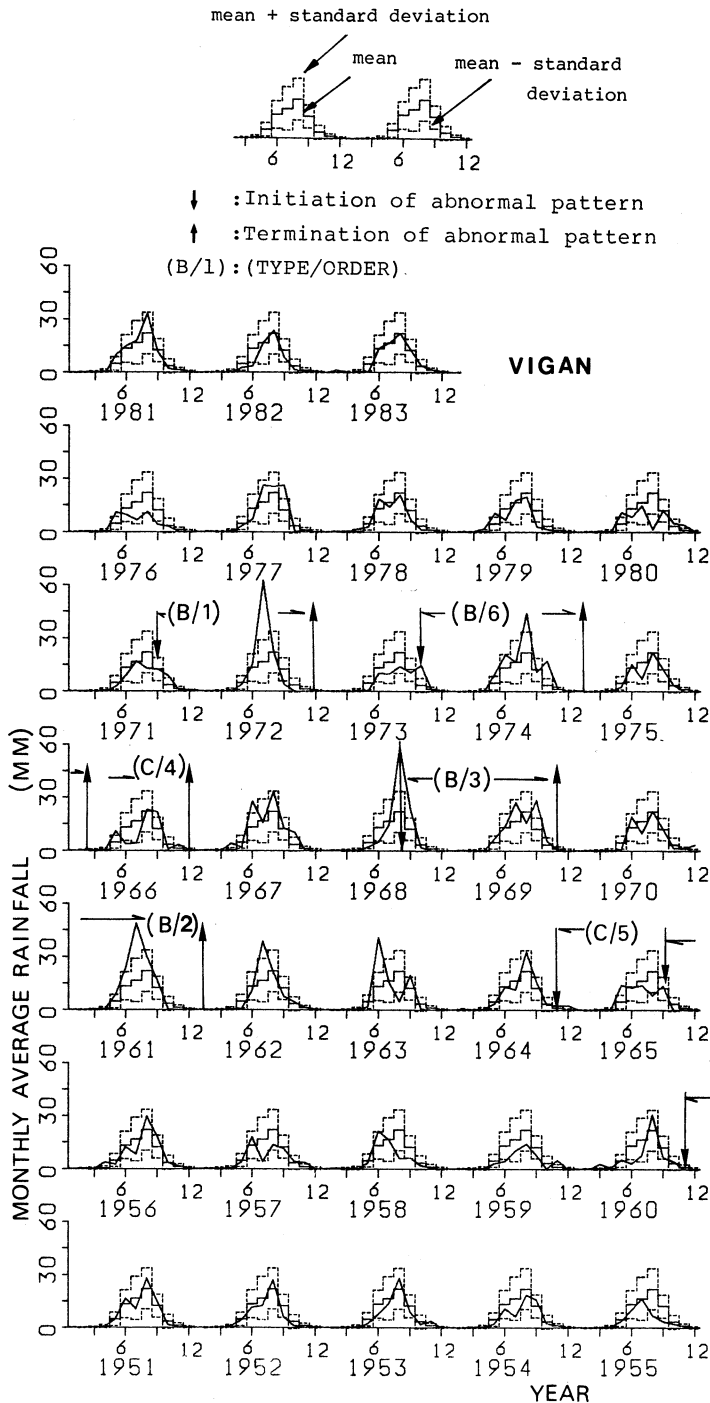 mean + standard deviation
mean
mean - standard
deviation
6 12 6 12
↓ :Initiation of abnormal pattern
↑ :Termination of abnormal pattern
(B/1):(TYPE/ORDER)
VIGAN
60
30
0
6 12 6 12 6 12
1981 1982 1983
60
30
0
6 12 6 12 6 12 6 12 6 12
1976 1977 1978 1979 1980
(B/1) (B/6)
60
30
0
6 12 6 12 6 12 6 12 6 12
1971 1972 1973 1974 1975
(C/4) (B/3)
60
30
0
6 12 6 12 6 12 6 12 6 12
1966 1967 1968 1969 1970
(B/2) (C/5)
60
30
0
6 12 6 12 6 12 6 12 6 12
1961 1962 1963 1964 1965
60
30
0
6 12 6 12 6 12 6 12 6 12
1956 1957 1958 1959 1960
60
30
0
6 12 6 12 6 12 6 12 6 12
1951 1952 1953 1954 1955
MONTHLY AVERAGE RAINFALL (MM)
YEAR